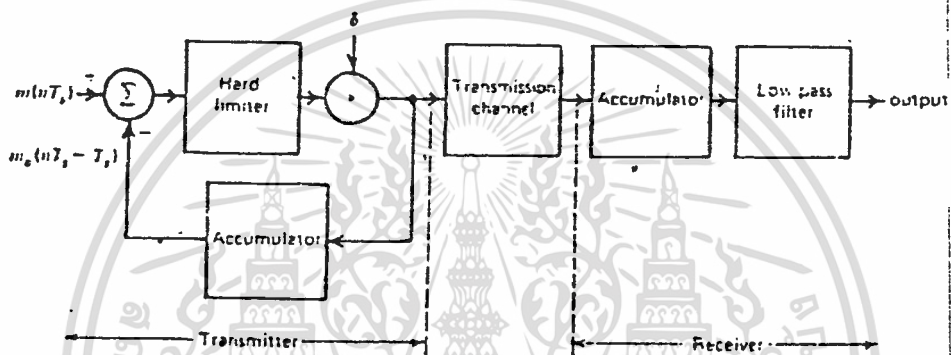 δ
m(nTs)
+
Σ
−
Hard
limiter
Transmission
channel
Accumulator
Low pass
filter
output
mq(nTs − Ts)
Accumulator
Transmitter
Receiver